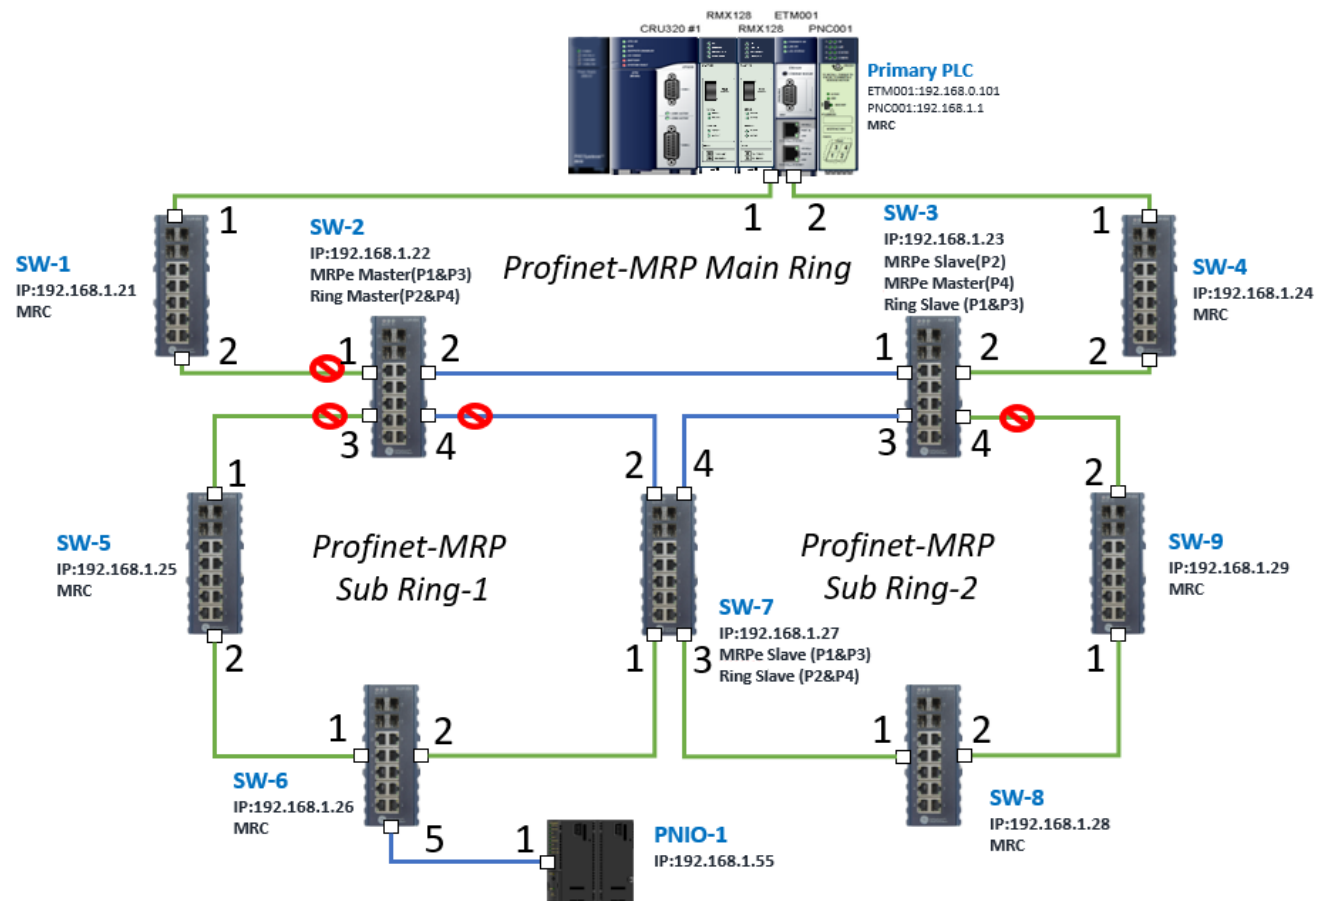 RMX128 ETM001
CRU320 #1 RMX128 PNC001
Primary PLC
ETM001:192.168.0.101
PNC001:192.168.1.1
MRC
1 2
1
1
SW-1
IP:192.168.1.21
MRC
2
SW-2
IP:192.168.1.22
MRPe Master(P1&P3)
Ring Master(P2&P4)
Profinet-MRP Main Ring
SW-3
IP:192.168.1.23
MRPe Slave(P2)
MRPe Master(P4)
Ring Slave (P1&P3)
SW-4
IP:192.168.1.24
MRC
2
1 2
3 4
1 2
3 4
1
SW-5
IP:192.168.1.25
MRC
2
Profinet-MRP
Sub Ring-1
2 4
SW-7
IP:192.168.1.27
MRPe Slave (P1&P3)
Ring Slave (P2&P4)
1 3
Profinet-MRP
Sub Ring-2
2
SW-9
IP:192.168.1.29
MRC
1
1 2
SW-6
IP:192.168.1.26
MRC
5 1
PNIO-1
IP:192.168.1.55
1 2
SW-8
IP:192.168.1.28
MRC